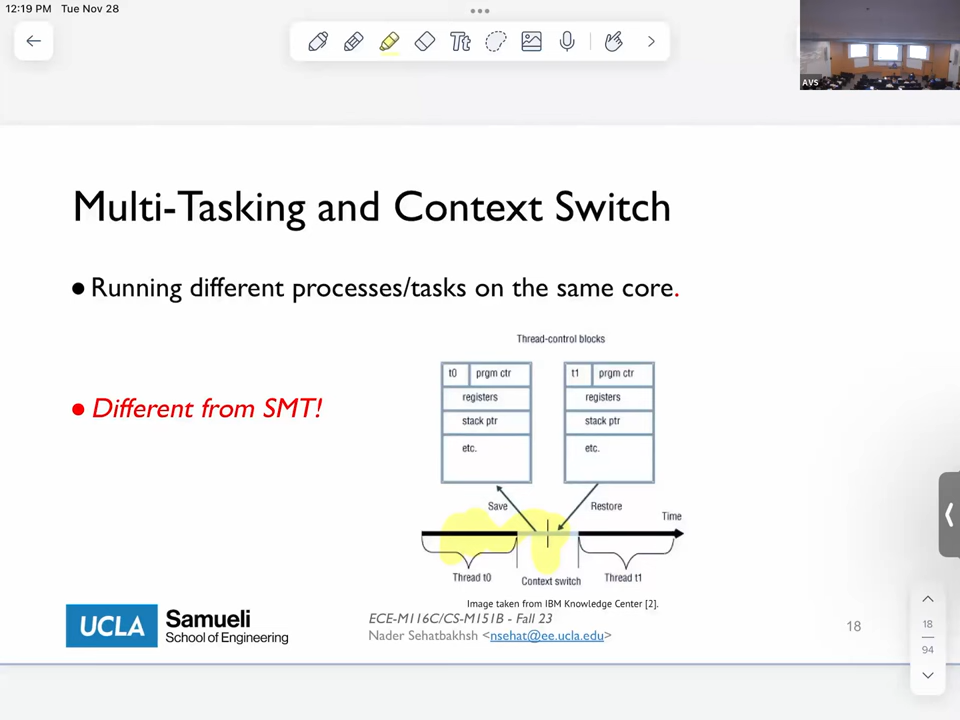 12:19 PM Tue Nov 28
Tt
AVS
Multi-Tasking and Context Switch
● Running different processes/tasks on the same core.
● Different from SMT!
Thread-control blocks
t0 prgm ctr
registers
stack ptr
etc.
t1 prgm ctr
registers
stack ptr
etc.
Save
Restore
Time
Thread t0
Context switch
Thread t1
Image taken from IBM Knowledge Center [2].
UCLA Samueli
School of Engineering
ECE-M116C/CS-M151B - Fall 23
Nader Sehatbakhsh <nsehat@ee.ucla.edu>
18
18
94